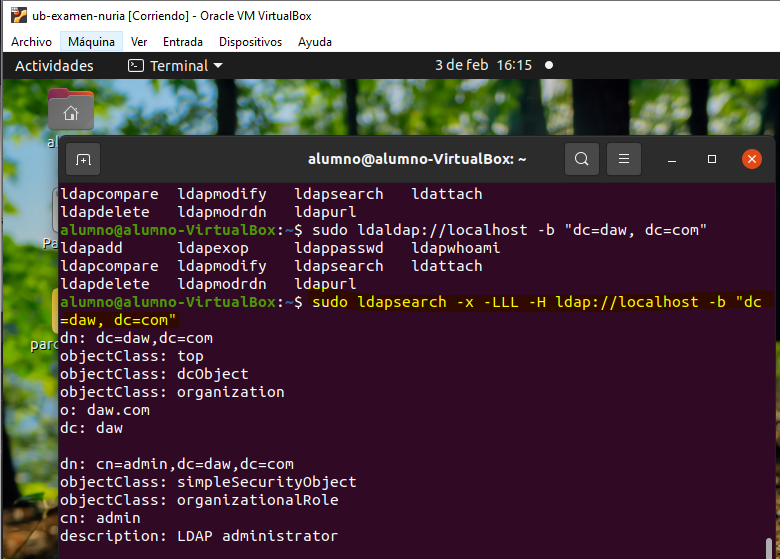 ub-examen-nuria [Corriendo] - Oracle VM VirtualBox
Archivo Máquina Ver Entrada Dispositivos Ayuda
Actividades Terminal 3 de feb 16:15
al
alumno@alumno-VirtualBox: ~
Pa
parc
ldapcompare ldapmodify ldapsearch ldattach
ldapdelete ldapmodrdn ldapurl
alumno@alumno-VirtualBox:~$ sudo ldaldap://localhost -b "dc=daw, dc=com"
ldapadd ldapexop ldappasswd ldapwhoami
ldapcompare ldapmodify ldapsearch ldattach
ldapdelete ldapmodrdn ldapurl
alumno@alumno-VirtualBox:~$ sudo ldapsearch -x -LLL -H ldap://localhost -b "dc
=daw, dc=com"
dn: dc=daw,dc=com
objectClass: top
objectClass: dcObject
objectClass: organization
o: daw.com
dc: daw
dn: cn=admin,dc=daw,dc=com
objectClass: simpleSecurityObject
objectClass: organizationalRole
cn: admin
description: LDAP administrator